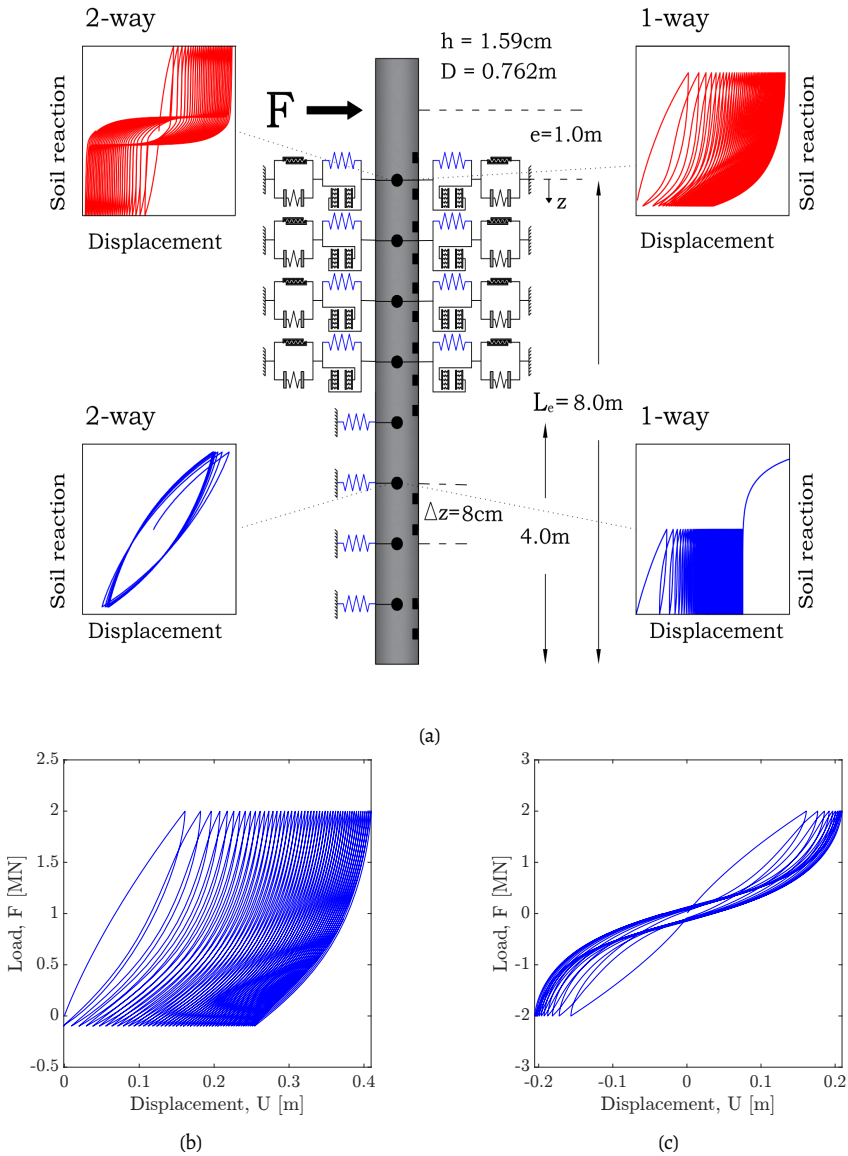 2-way
1-way
h = 1.59cm
D = 0.762m
F
e=1.0m
z
Soil reaction
Displacement
Soil reaction
Displacement
2-way
1-way
Lₑ= 8.0m
Δz=8cm
4.0m
Soil reaction
Displacement
Soil reaction
Displacement
(a)
2.5
2
1.5
1
0.5
0
-0.5
Load, F [MN]
0
0.1
0.2
0.3
0.4
Displacement, U [m]
(b)
3
2
1
0
-1
-2
-3
Load, F [MN]
-0.2
-0.1
0
0.1
0.2
Displacement, U [m]
(c)